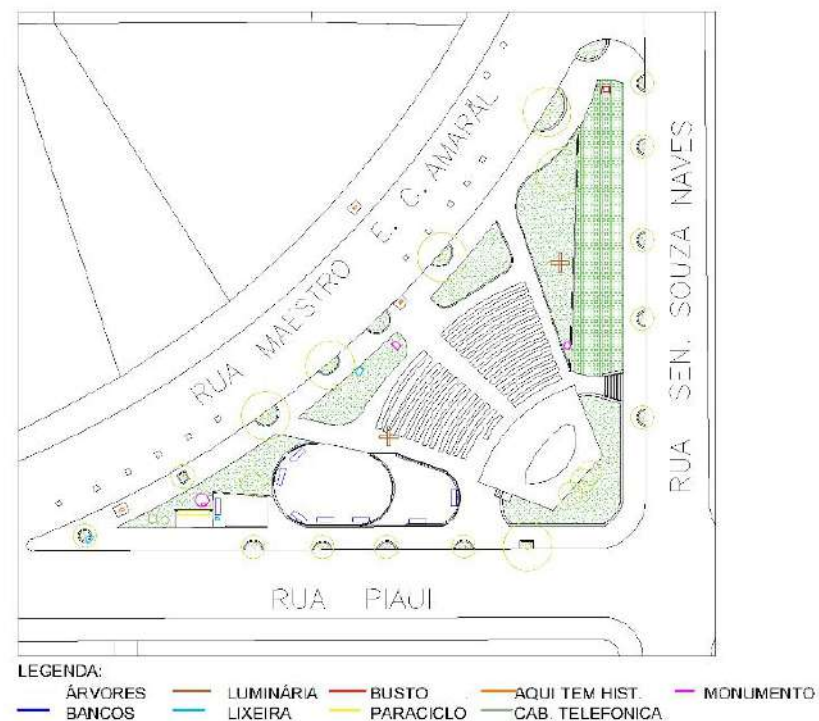 RUA MAESTRO E. C. AMARAL
RUA SEN. SOUZA NAVES
RUA PIAUI
LEGENDA:
ÁRVORES LUMINÁRIA BUSTO AQUI TEM HIST. MONUMENTO
BANCOS LIXEIRA PARACICLO CAB. TELEFONICA